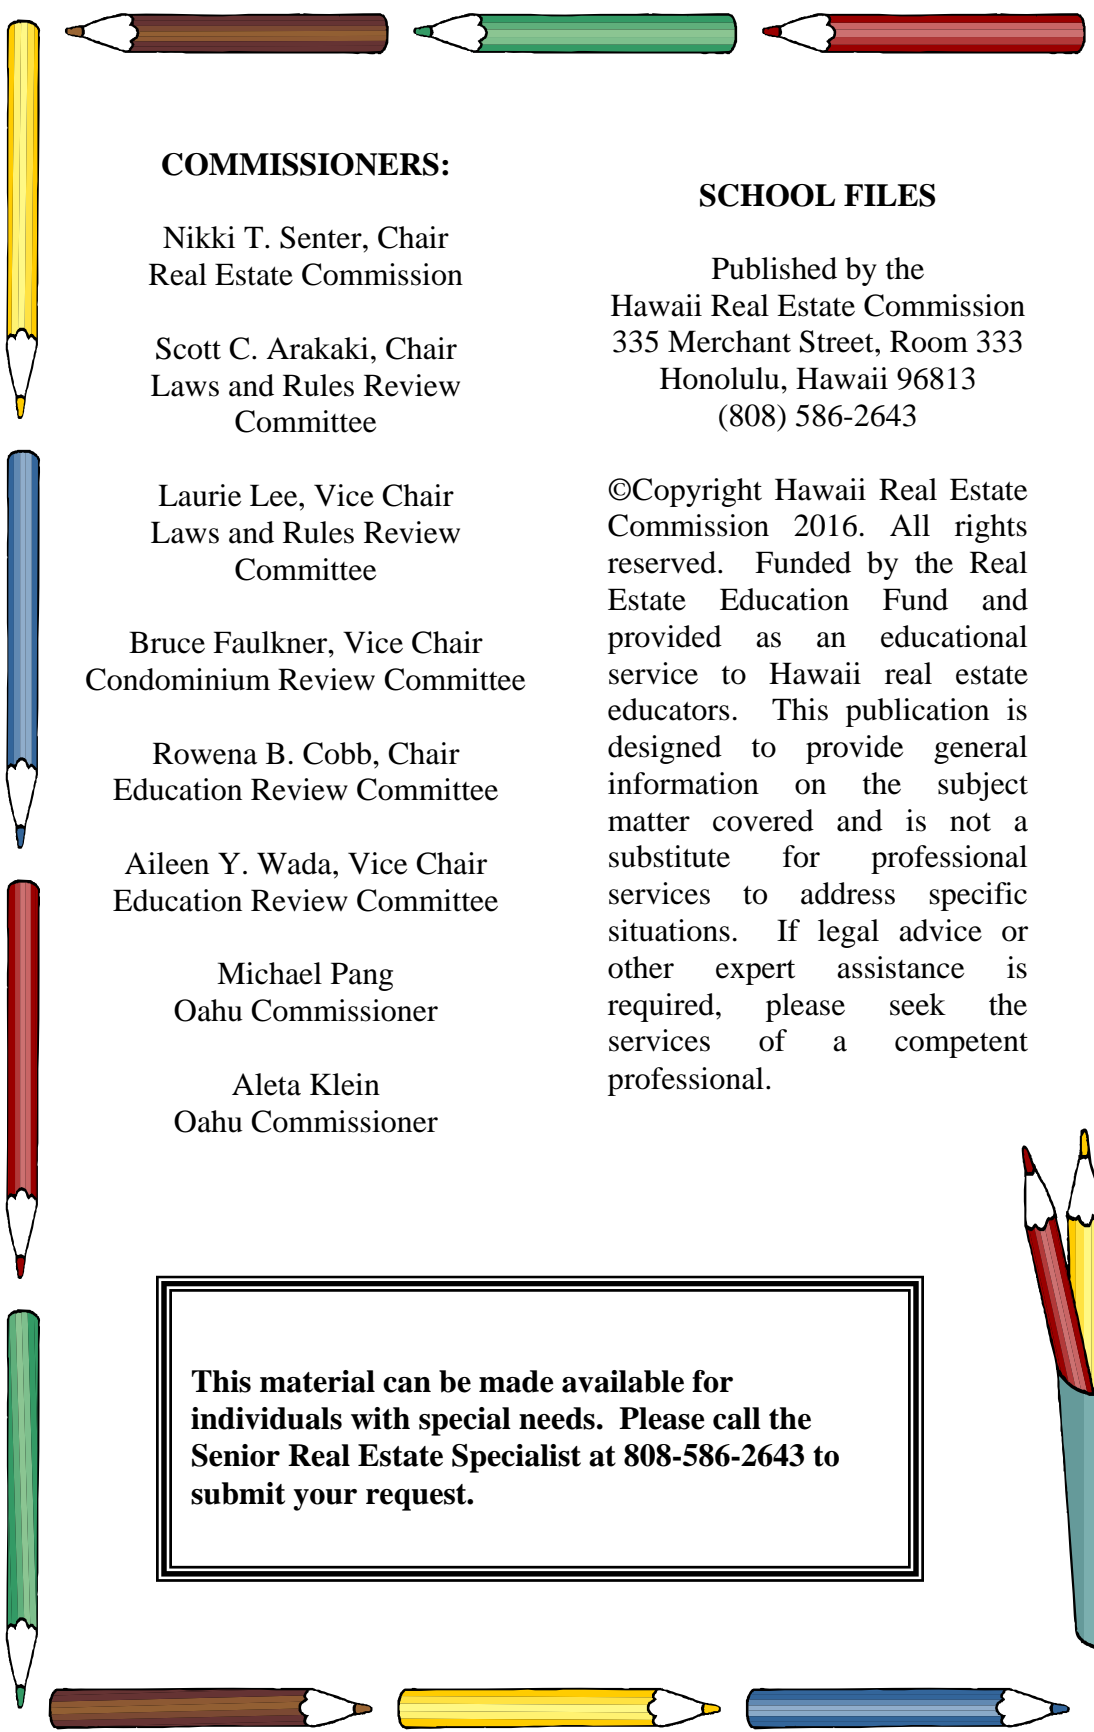 COMMISSIONERS:
Nikki T. Senter, Chair
Real Estate Commission
Scott C. Arakaki, Chair
Laws and Rules Review
Committee
Laurie Lee, Vice Chair
Laws and Rules Review
Committee
Bruce Faulkner, Vice Chair
Condominium Review Committee
Rowena B. Cobb, Chair
Education Review Committee
Aileen Y. Wada, Vice Chair
Education Review Committee
Michael Pang
Oahu Commissioner
Aleta Klein
Oahu Commissioner
SCHOOL FILES
Published by the
Hawaii Real Estate Commission
335 Merchant Street, Room 333
Honolulu, Hawaii 96813
(808) 586-2643
©Copyright Hawaii Real Estate
Commission 2016. All rights
reserved. Funded by the Real
Estate Education Fund and
provided as an educational
service to Hawaii real estate
educators. This publication is
designed to provide general
information on the subject
matter covered and is not a
substitute for professional
services to address specific
situations. If legal advice or
other expert assistance is
required, please seek the
services of a competent
professional.
This material can be made available for
individuals with special needs. Please call the
Senior Real Estate Specialist at 808-586-2643 to
submit your request.